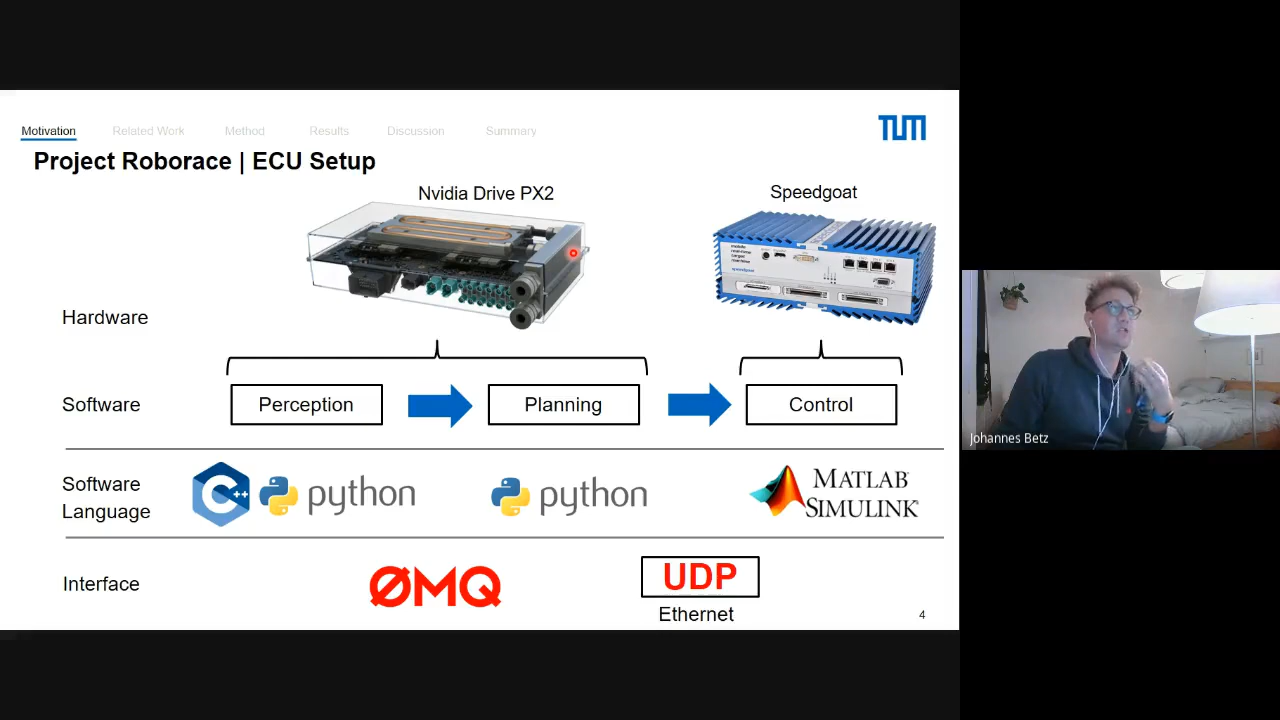 Motivation Related Work Method Results Discussion Summary
TUM
Project Roborace | ECU Setup
Nvidia Drive PX2 Speedgoat
speedgoat
Hardware
Software Perception Planning Control
Software Language
C++ python python MATLAB SIMULINK
Interface ØMQ UDP
Ethernet
4
Johannes Betz